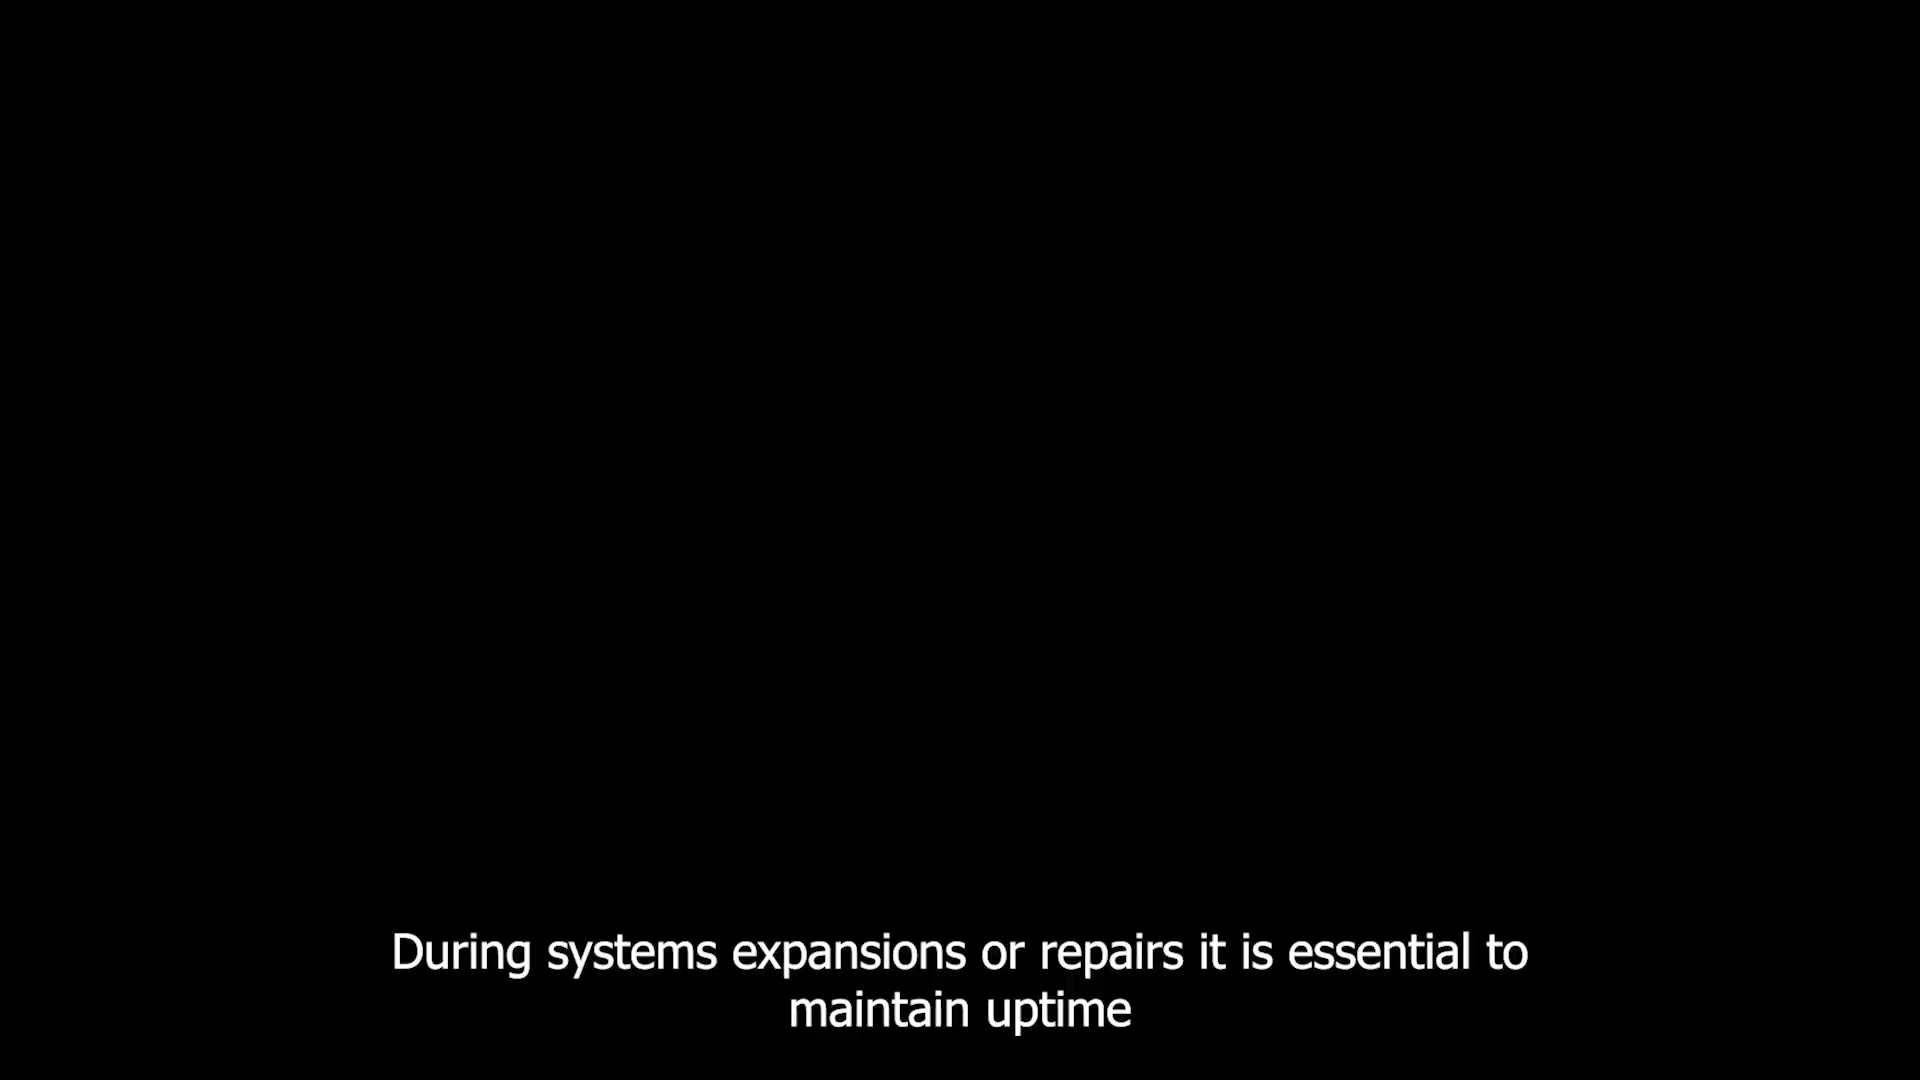 During systems expansions or repairs it is essential to
maintain uptime